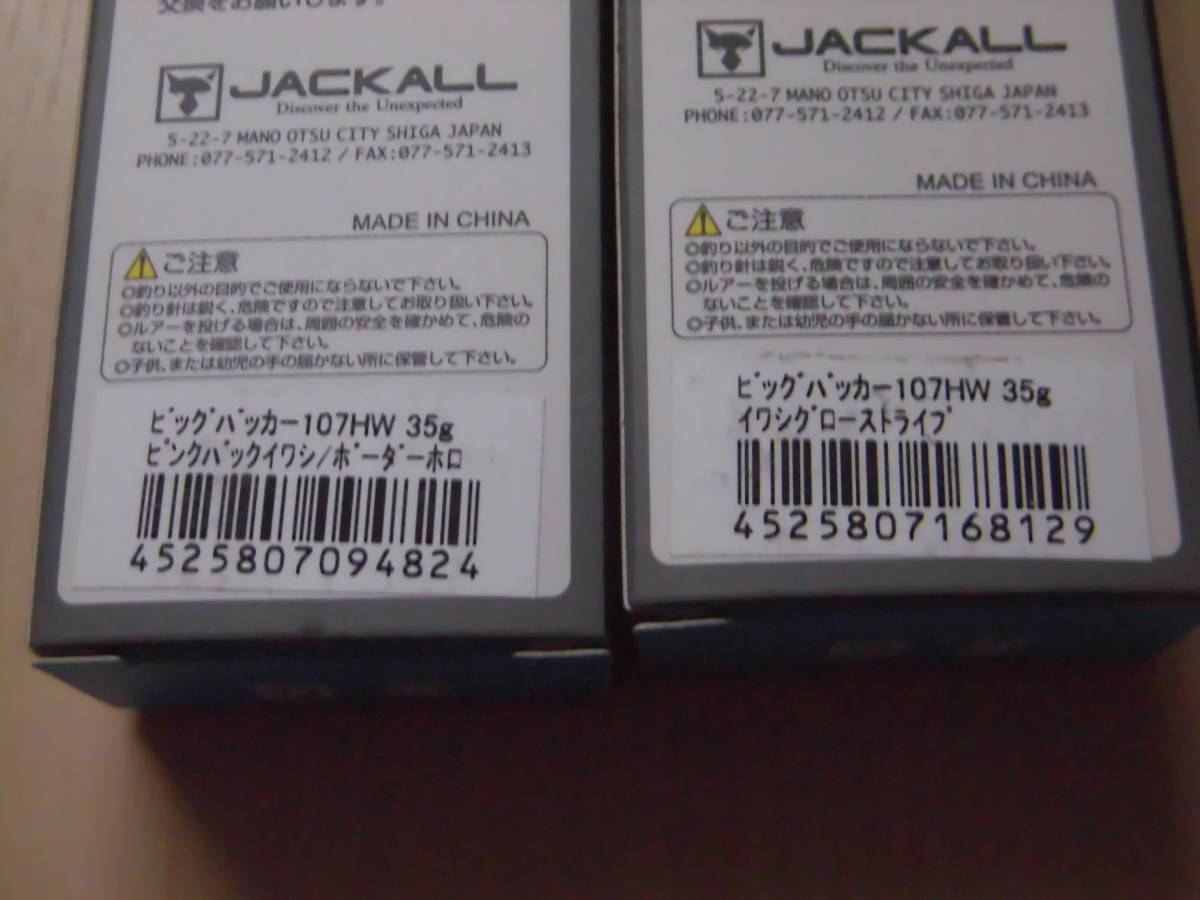 交換をお願いします。
JACKALL
Discover the Unexpected
5-22-7 MANO OTSU CITY SHIGA JAPAN
PHONE:077-571-2412 / FAX:077-571-2413
MADE IN CHINA
ご注意
○釣り以外の目的でご使用にならないで下さい。
○釣り針は鋭く、危険ですので注意してお取り扱い下さい。
○ルアーを投げる場合は、周囲の安全を確かめて、危険の
ないことを確認して下さい。
○子供、または幼児の手の届かない所に保管して下さい。
ﾋﾞｯｸﾞﾊﾞｯｶｰ107HW 35g
ﾋﾟﾝｸﾊﾞｯｸｲﾜｼ/ﾎﾞｰﾀﾞｰﾎﾛ
4525807094824
JACKALL
Discover the Unexpected
5-22-7 MANO OTSU CITY SHIGA JAPAN
PHONE:077-571-2412 / FAX:077-571-2413
MADE IN CHINA
ご注意
○釣り以外の目的でご使用にならないで下さい。
○釣り針は鋭く、危険ですので注意してお取り扱い下さい。
○ルアーを投げる場合は、周囲の安全を確かめて、危険の
ないことを確認して下さい。
○子供、または幼児の手の届かない所に保管して下さい。
ﾋﾞｯｸﾞﾊﾞｯｶｰ107HW 35g
ｲﾜｼｸﾞﾛｰｽﾄﾗｲﾌﾟ
4525807168129